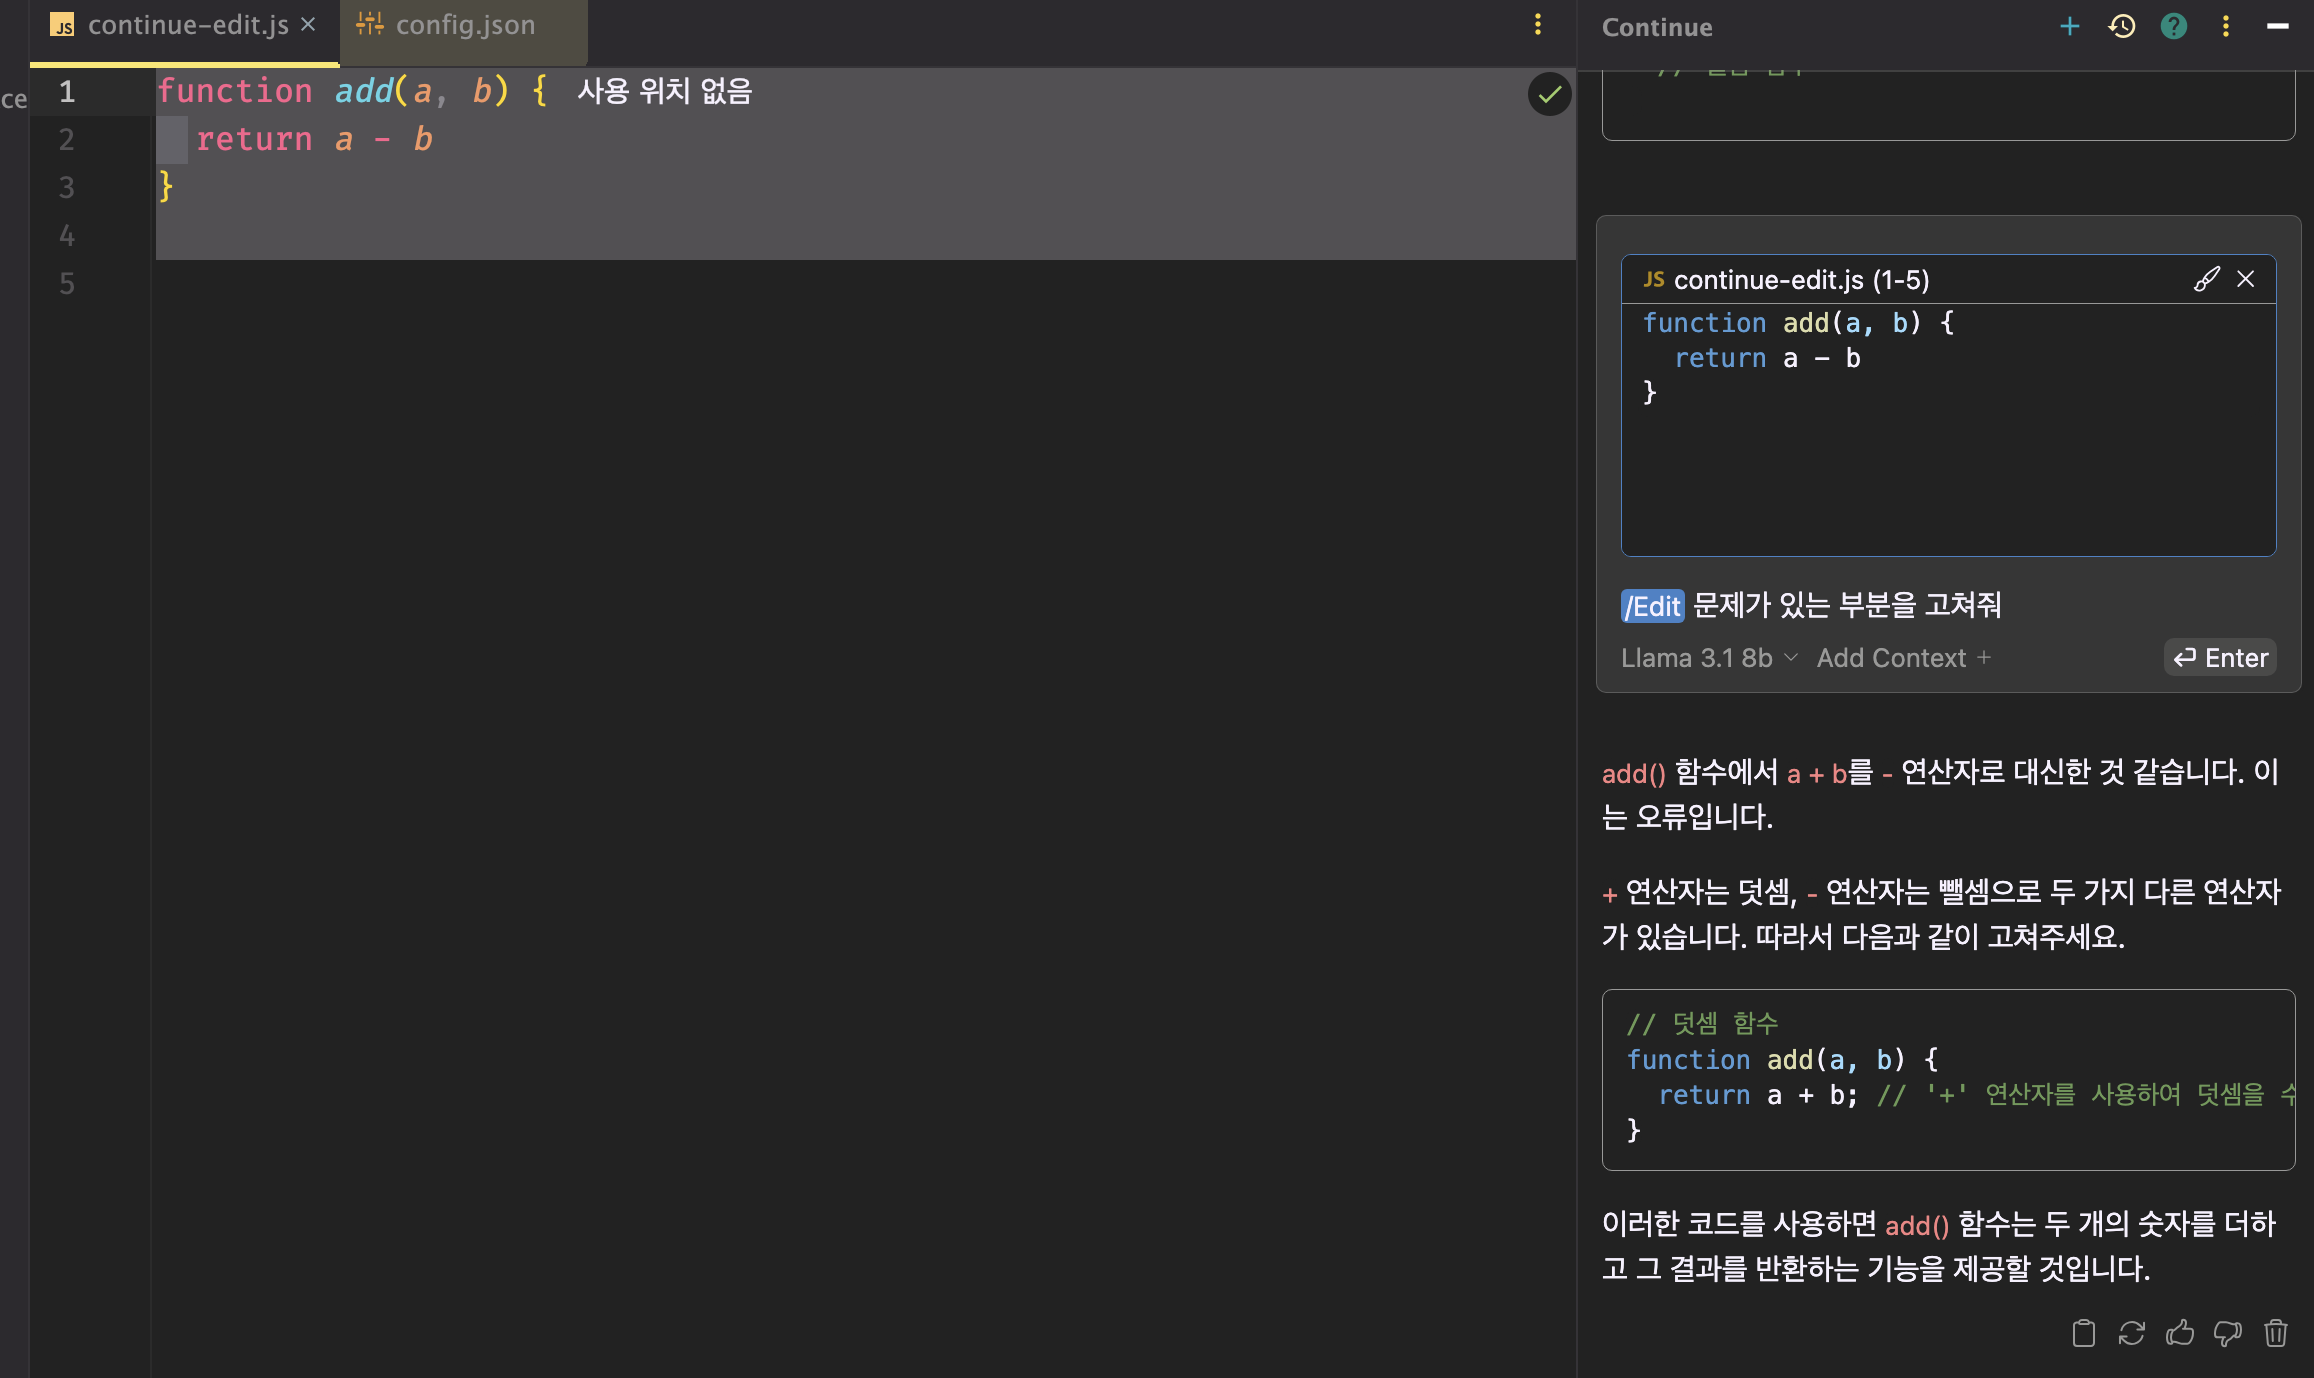 continue-edit.js
config.json
ce
1 function add(a, b) { 사용 위치 없음
2 return a - b
3 }
4
5
Continue
JS continue-edit.js (1-5)
function add(a, b) {
return a - b
}
/Edit 문제가 있는 부분을 고쳐줘
Llama 3.1 8b Add Context + Enter
add() 함수에서 a + b를 - 연산자로 대신한 것 같습니다. 이
는 오류입니다.
+ 연산자는 덧셈, - 연산자는 뺄셈으로 두 가지 다른 연산자
가 있습니다. 따라서 다음과 같이 고쳐주세요.
// 덧셈 함수
function add(a, b) {
return a + b; // '+' 연산자를 사용하여 덧셈을 수
}
이러한 코드를 사용하면 add() 함수는 두 개의 숫자를 더하
고 그 결과를 반환하는 기능을 제공할 것입니다.